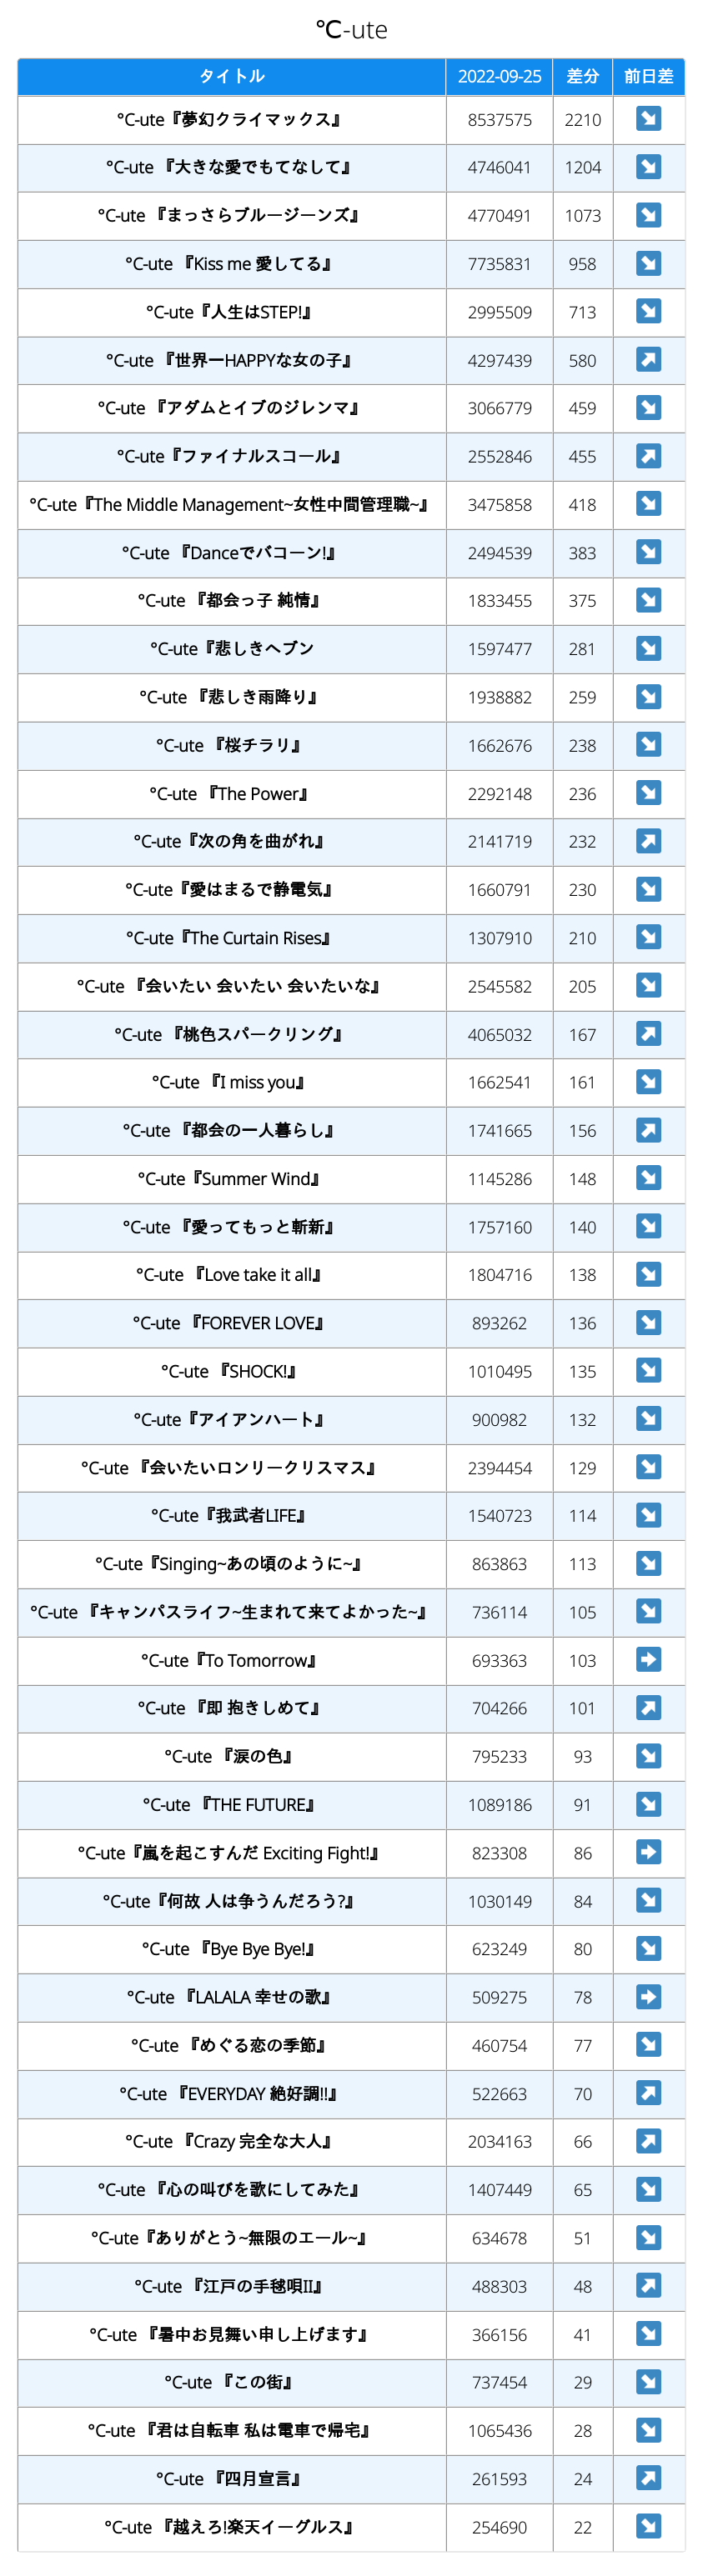 ℃-ute
タイトル 2022-09-25 差分 前日差
°C-ute『夢幻クライマックス』 8537575 2210 ↘
°C-ute 『大きな愛でもてなして』 4746041 1204 ↘
°C-ute 『まっさらブルージーンズ』 4770491 1073 ↘
°C-ute 『Kiss me 愛してる』 7735831 958 ↘
°C-ute『人生はSTEP!』 2995509 713 ↘
°C-ute 『世界一HAPPYな女の子』 4297439 580 ↗
°C-ute 『アダムとイブのジレンマ』 3066779 459 ↘
°C-ute『ファイナルスコール』 2552846 455 ↗
°C-ute『The Middle Management~女性中間管理職~』 3475858 418 ↘
°C-ute 『Danceでバコーン!』 2494539 383 ↘
°C-ute 『都会っ子 純情』 1833455 375 ↘
°C-ute『悲しきヘブン 1597477 281 ↘
°C-ute 『悲しき雨降り』 1938882 259 ↘
°C-ute 『桜チラリ』 1662676 238 ↘
°C-ute 『The Power』 2292148 236 ↘
°C-ute『次の角を曲がれ』 2141719 232 ↗
°C-ute『愛はまるで静電気』 1660791 230 ↘
°C-ute『The Curtain Rises』 1307910 210 ↘
°C-ute 『会いたい 会いたい 会いたいな』 2545582 205 ↘
°C-ute 『桃色スパークリング』 4065032 167 ↗
°C-ute 『I miss you』 1662541 161 ↘
°C-ute 『都会の一人暮らし』 1741665 156 ↗
°C-ute『Summer Wind』 1145286 148 ↘
°C-ute 『愛ってもっと斬新』 1757160 140 ↘
°C-ute 『Love take it all』 1804716 138 ↘
°C-ute 『FOREVER LOVE』 893262 136 ↘
°C-ute 『SHOCK!』 1010495 135 ↘
°C-ute『アイアンハート』 900982 132 ↘
°C-ute 『会いたいロンリークリスマス』 2394454 129 ↘
°C-ute『我武者LIFE』 1540723 114 ↘
°C-ute『Singing~あの頃のように~』 863863 113 ↘
°C-ute 『キャンパスライフ~生まれて来てよかった~』 736114 105 ↘
°C-ute『To Tomorrow』 693363 103 ➡
°C-ute 『即 抱きしめて』 704266 101 ↗
°C-ute 『涙の色』 795233 93 ↘
°C-ute 『THE FUTURE』 1089186 91 ↘
°C-ute『嵐を起こすんだ Exciting Fight!』 823308 86 ➡
°C-ute『何故 人は争うんだろう?』 1030149 84 ↘
°C-ute 『Bye Bye Bye!』 623249 80 ↘
°C-ute 『LALALA 幸せの歌』 509275 78 ➡
°C-ute 『めぐる恋の季節』 460754 77 ↘
°C-ute 『EVERYDAY 絶好調!!』 522663 70 ↗
°C-ute 『Crazy 完全な大人』 2034163 66 ↗
°C-ute 『心の叫びを歌にしてみた』 1407449 65 ↘
°C-ute『ありがとう~無限のエール~』 634678 51 ↘
°C-ute 『江戸の手毬唄II』 488303 48 ↗
°C-ute 『暑中お見舞い申し上げます』 366156 41 ↘
°C-ute 『この街』 737454 29 ↘
°C-ute 『君は自転車 私は電車で帰宅』 1065436 28 ↘
°C-ute 『四月宣言』 261593 24 ↗
°C-ute 『越えろ!楽天イーグルス』 254690 22 ↘